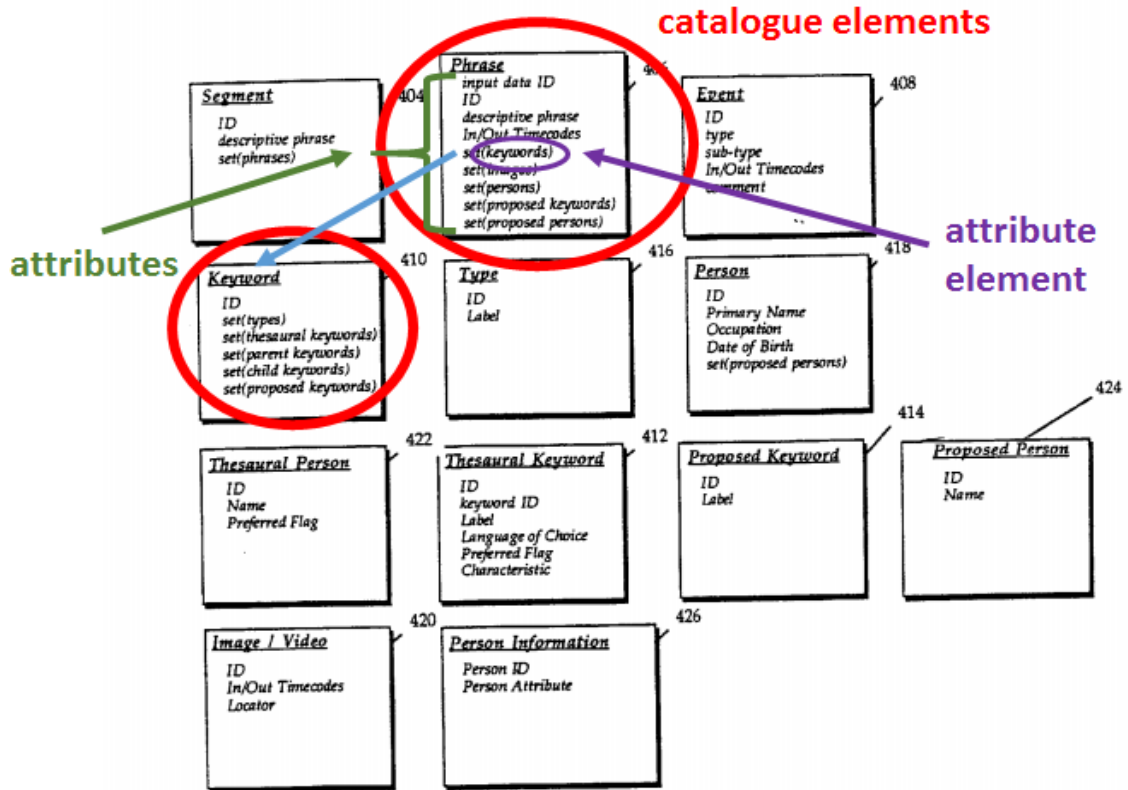 catalogue elements
Segment
404
ID
descriptive phrase
set(phrases)
Phrase
input data ID
ID
descriptive phrase
In/Out Timecodes
set(keywords)
set(images)
set(persons)
set(proposed keywords)
set(proposed persons)
Event
408
ID
type
sub-type
In/Out Timecodes
comment
attributes
attribute
element
Keyword
410
ID
set(types)
set(thesaural keywords)
set(parent keywords)
set(child keywords)
set(proposed keywords)
Type
416
ID
Label
Person
418
ID
Primary Name
Occupation
Date of Birth
set(proposed persons)
Thesaural Person
422
ID
Name
Preferred Flag
Thesaural Keyword
412
ID
keyword ID
Label
Language of Choice
Preferred Flag
Characteristic
Proposed Keyword
414
ID
Label
Proposed Person
424
ID
Name
Image / Video
420
ID
In/Out Timecodes
Locator
Person Information
426
Person ID
Person Attribute